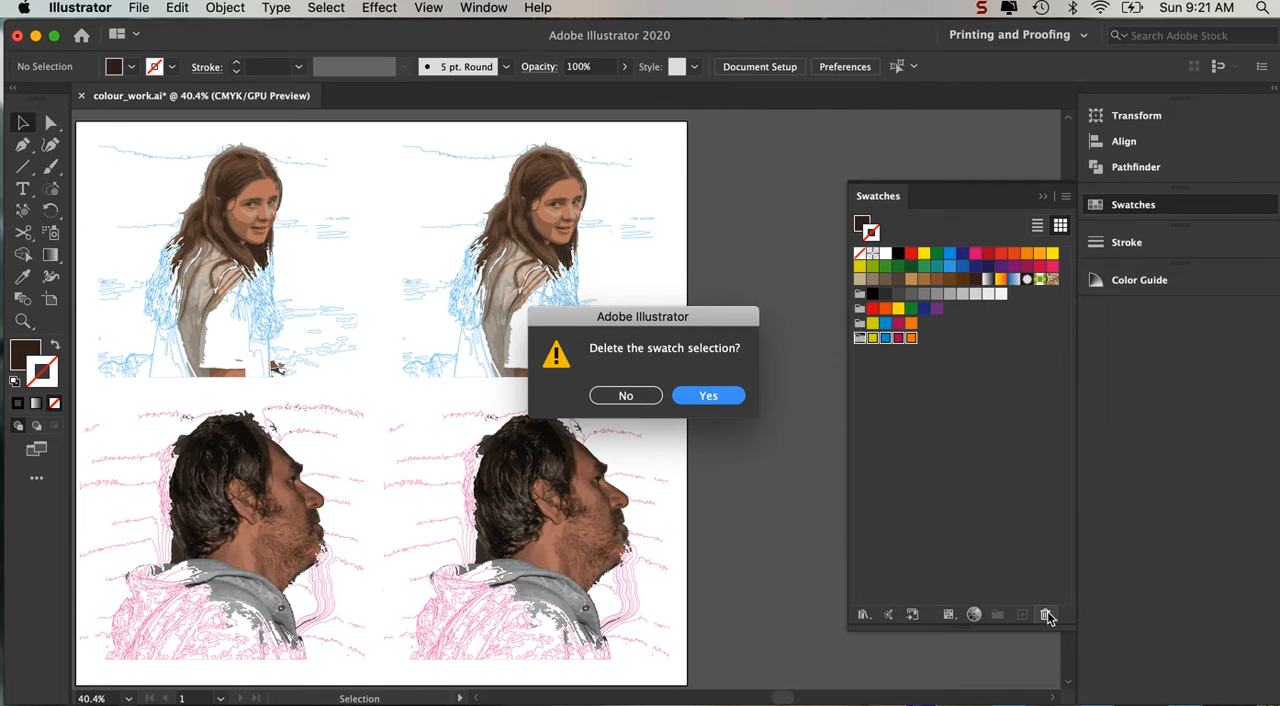 Illustrator File Edit Object Type Select Effect View Window Help S Sun 9:21 AM
Adobe Illustrator 2020 Printing and Proofing Search Adobe Stock
No Selection Stroke: 5 pt. Round Opacity: 100% Style: Document Setup Preferences
colour_work.ai* @ 40.4% (CMYK/GPU Preview)
Transform
Align
Pathfinder
Swatches
Swatches
Stroke
Adobe Illustrator
Delete the swatch selection?
No Yes
40.4% 1 Selection